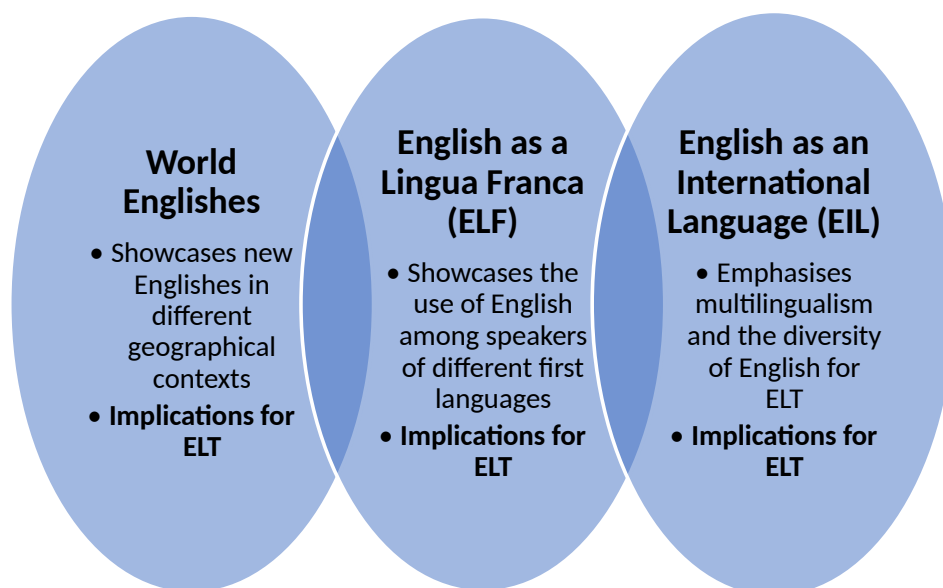 World
Englishes
• Showcases new
Englishes in
different
geographical
contexts
• Implications for
ELT
English as a
Lingua Franca
(ELF)
• Showcases the
use of English
among speakers
of different first
languages
• Implications for
ELT
English as an
International
Language (EIL)
• Emphasises
multilingualism
and the diversity
of English for
ELT
• Implications for
ELT